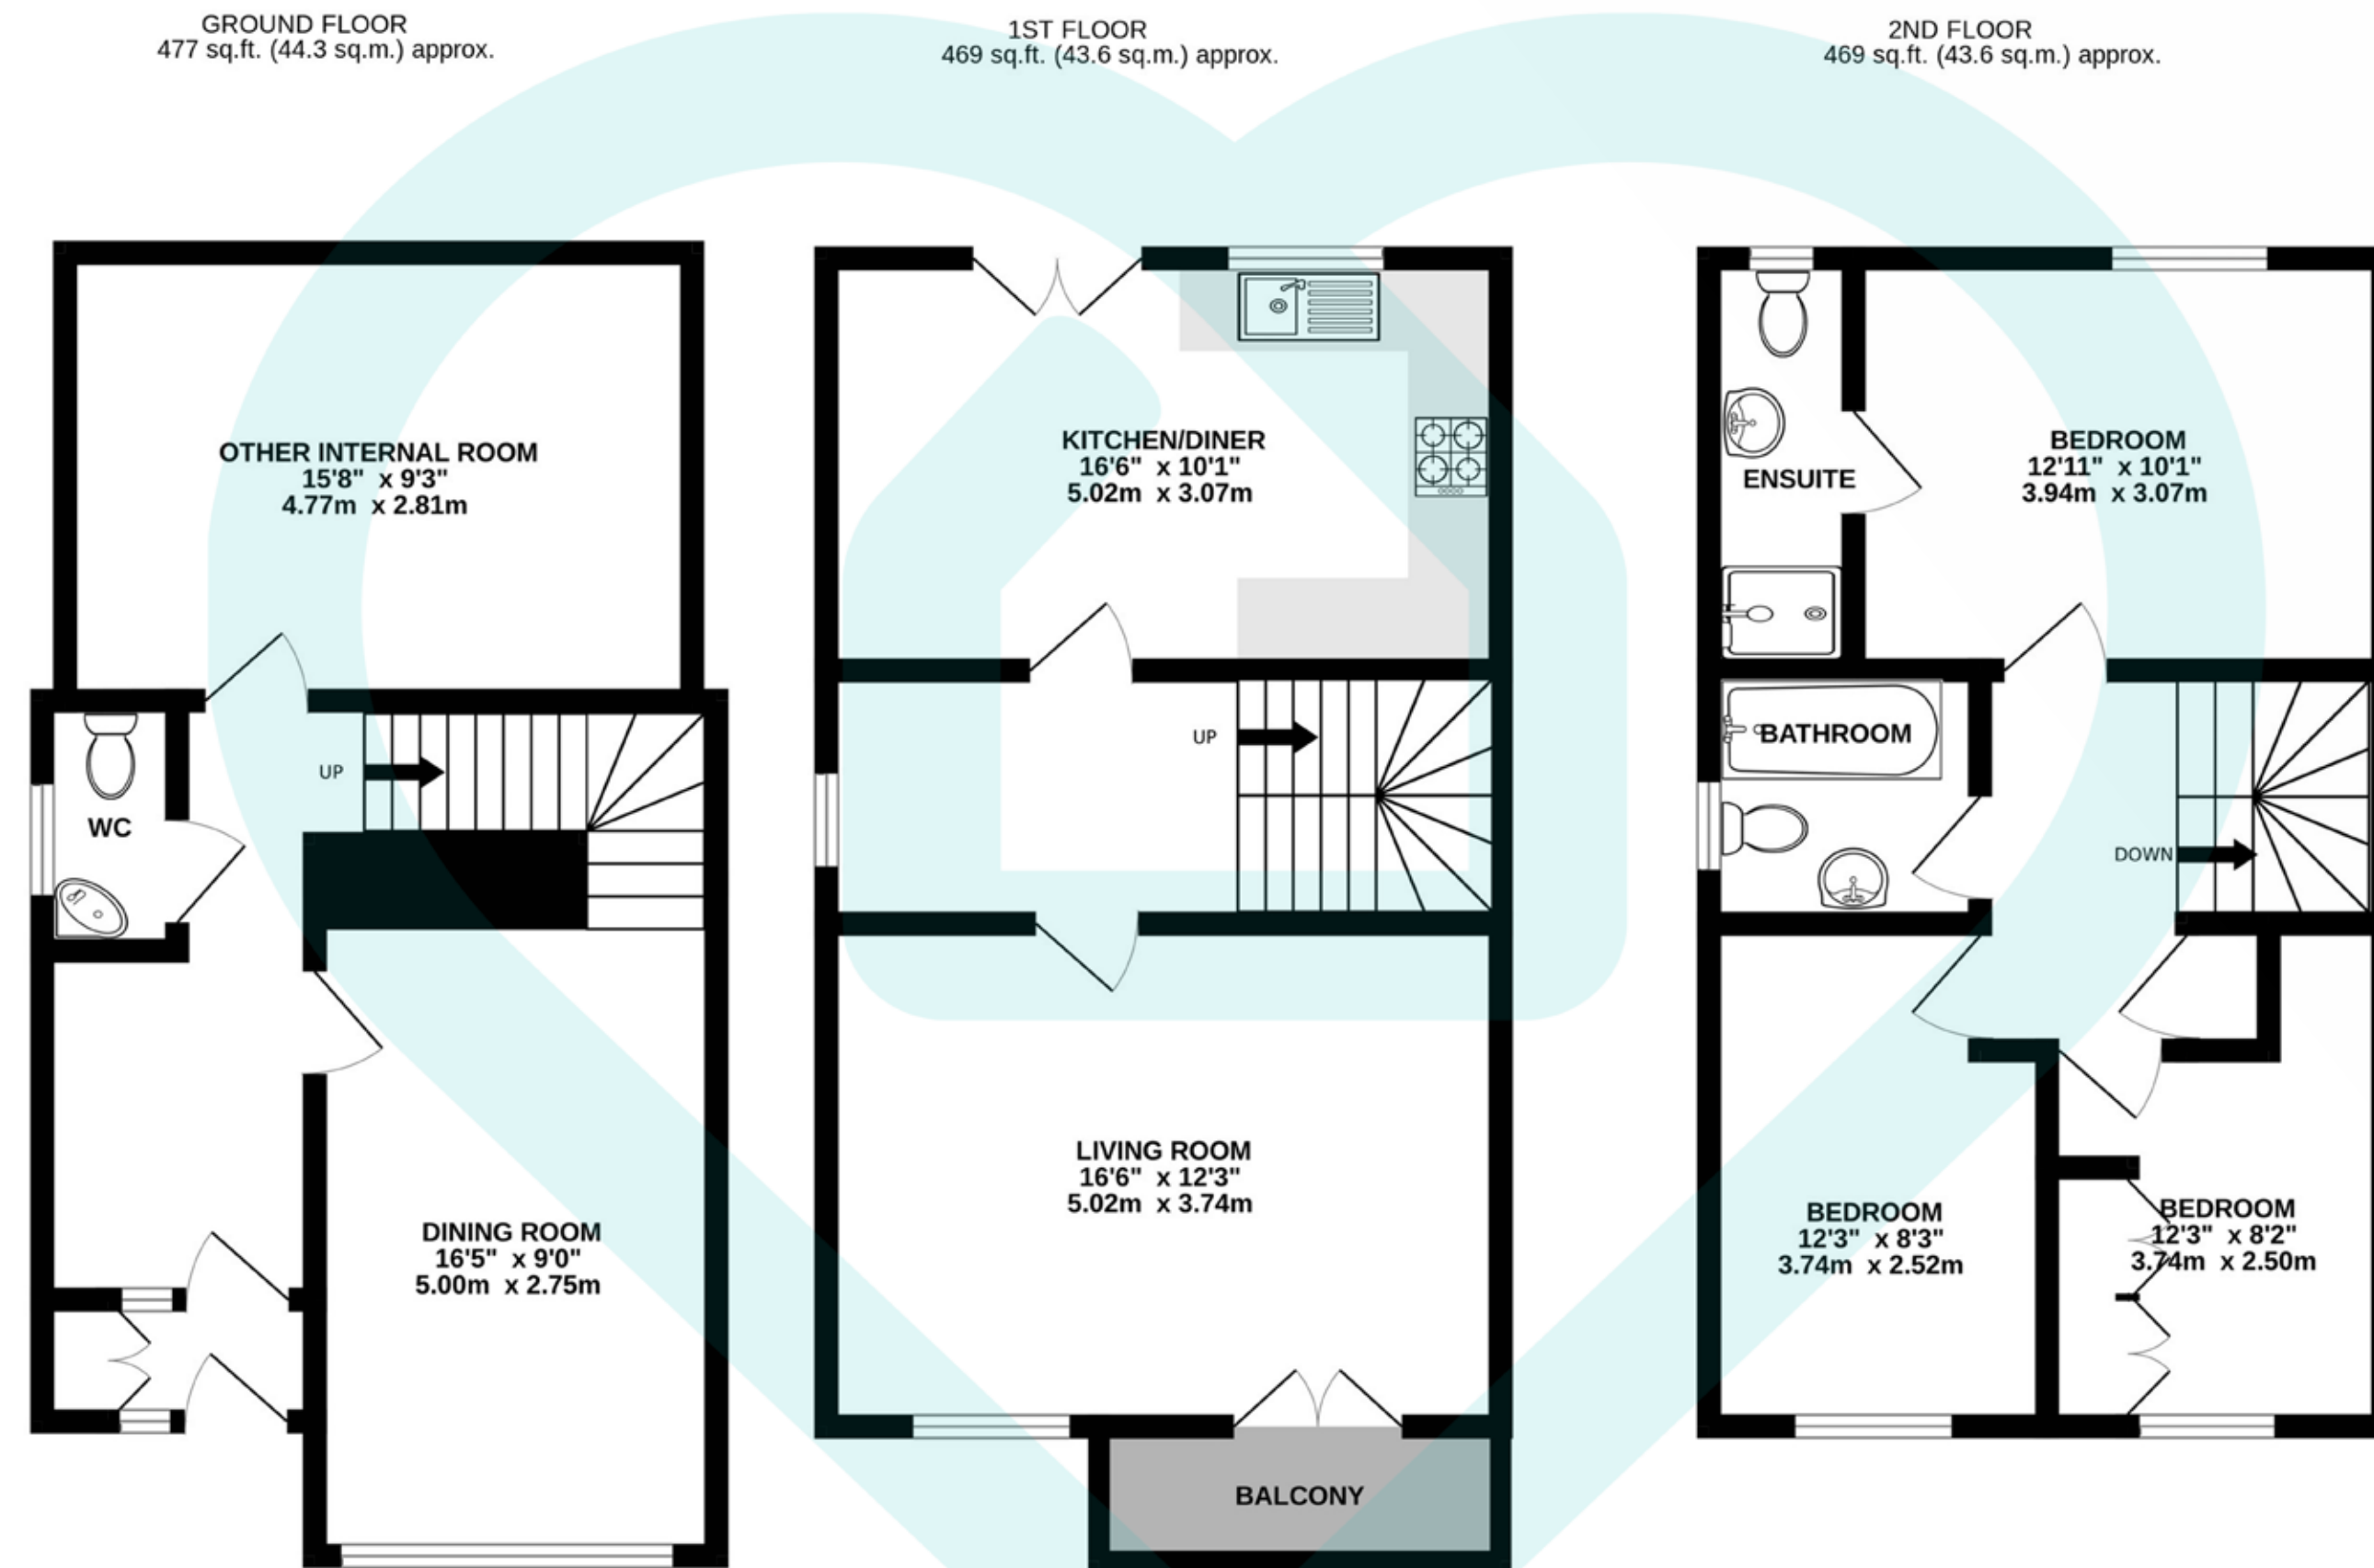 GROUND FLOOR
477 sq.ft. (44.3 sq.m.) approx.
OTHER INTERNAL ROOM
15'8" x 9'3"
4.77m x 2.81m
UP
WC
DINING ROOM
16'5" x 9'0"
5.00m x 2.75m
1ST FLOOR
469 sq.ft. (43.6 sq.m.) approx.
KITCHEN/DINER
16'6" x 10'1"
5.02m x 3.07m
UP
LIVING ROOM
16'6" x 12'3"
5.02m x 3.74m
BALCONY
2ND FLOOR
469 sq.ft. (43.6 sq.m.) approx.
BEDROOM
12'11" x 10'1"
3.94m x 3.07m
ENSUITE
BATHROOM
DOWN
BEDROOM
12'3" x 8'3"
3.74m x 2.52m
BEDROOM
12'3" x 8'2"
3.74m x 2.50m